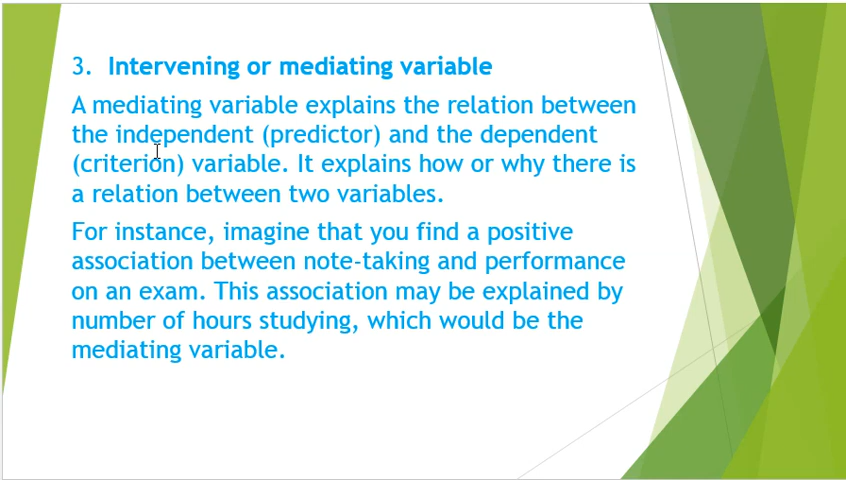 3. Intervening or mediating variable
A mediating variable explains the relation between
the independent (predictor) and the dependent
(criterion) variable. It explains how or why there is
a relation between two variables.
For instance, imagine that you find a positive
association between note-taking and performance
on an exam. This association may be explained by
number of hours studying, which would be the
mediating variable.